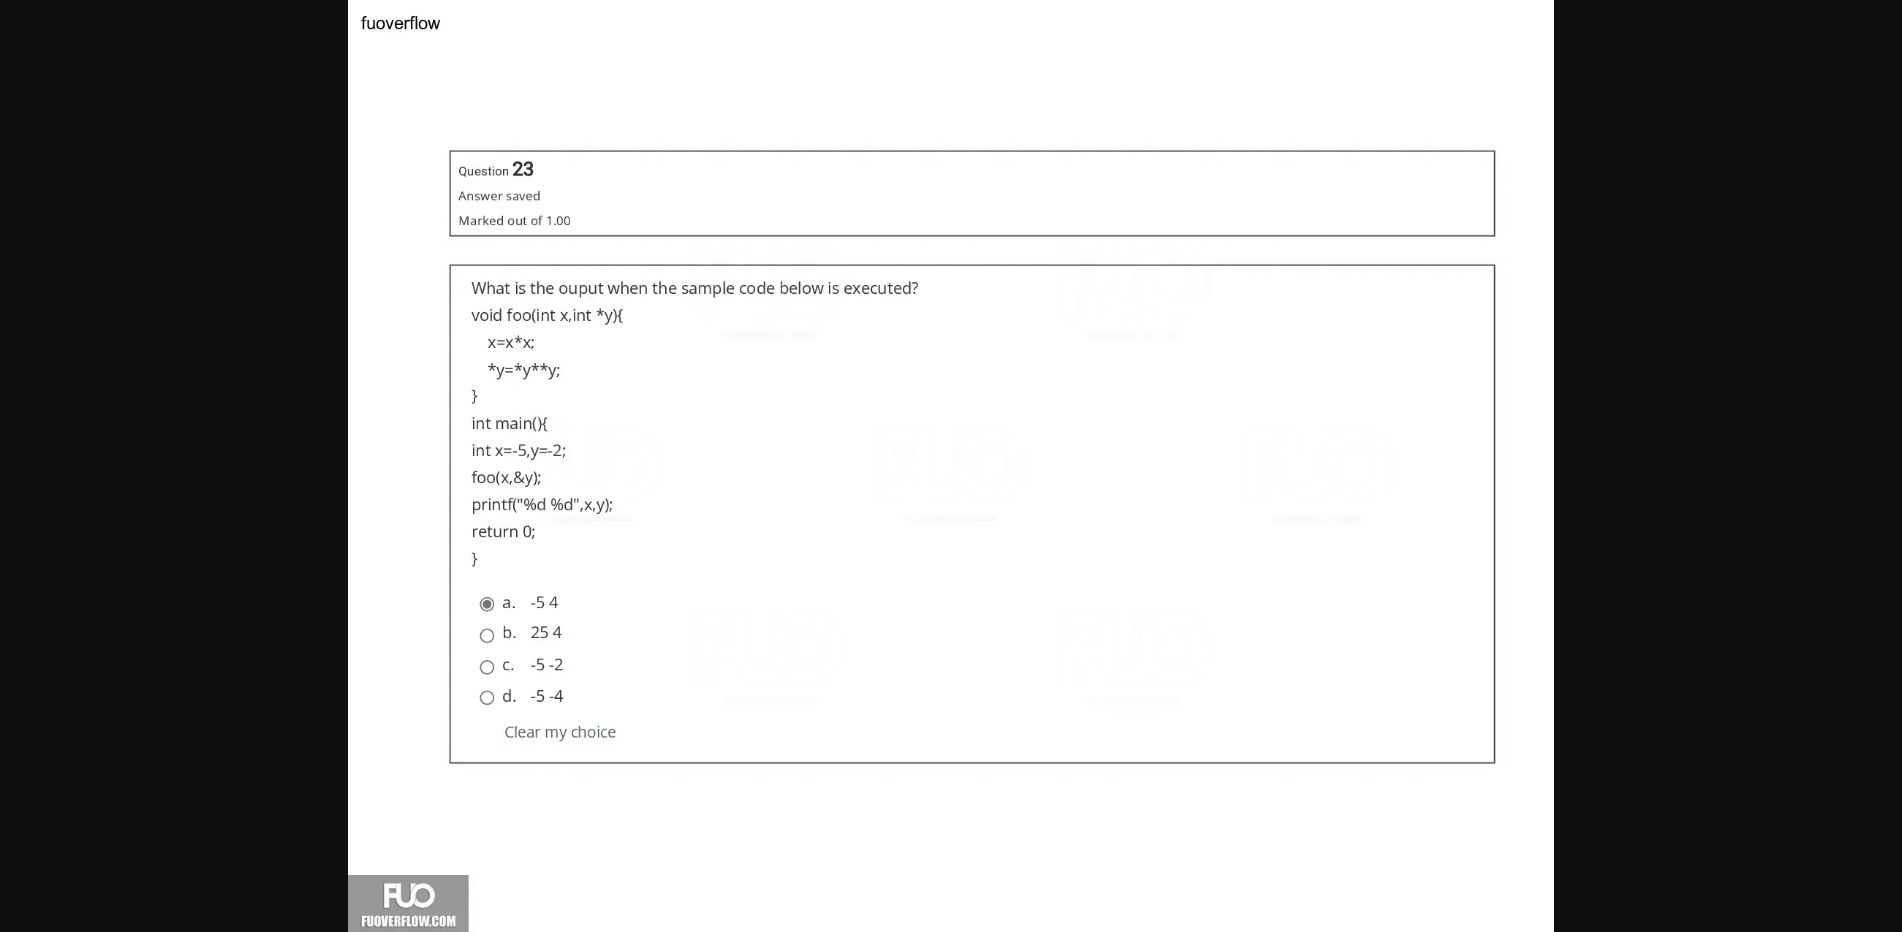 fuoverflow
Question 23
Answer saved
Marked out of 1.00
What is the ouput when the sample code below is executed?
void foo(int x,int *y){
x=x*x;
*y=*y**y;
}
int main(){
int x=-5,y=-2;
foo(x,&y);
printf("%d %d",x,y);
return 0;
}
a. -5 4
b. 25 4
c. -5 -2
d. -5 -4
Clear my choice
FUO
FUOVERFLOW.COM